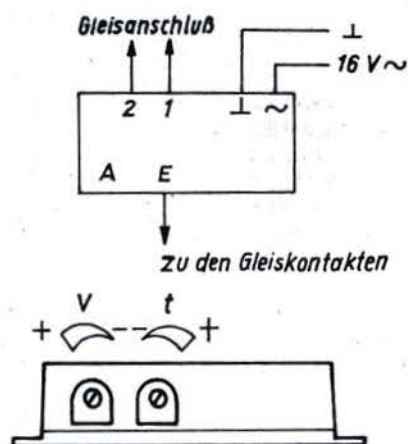 Gleisanschluß
⊥
16 V ~
2 1 ⊥ ~
A E
zu den Gleiskontakten
V t
+ - - +